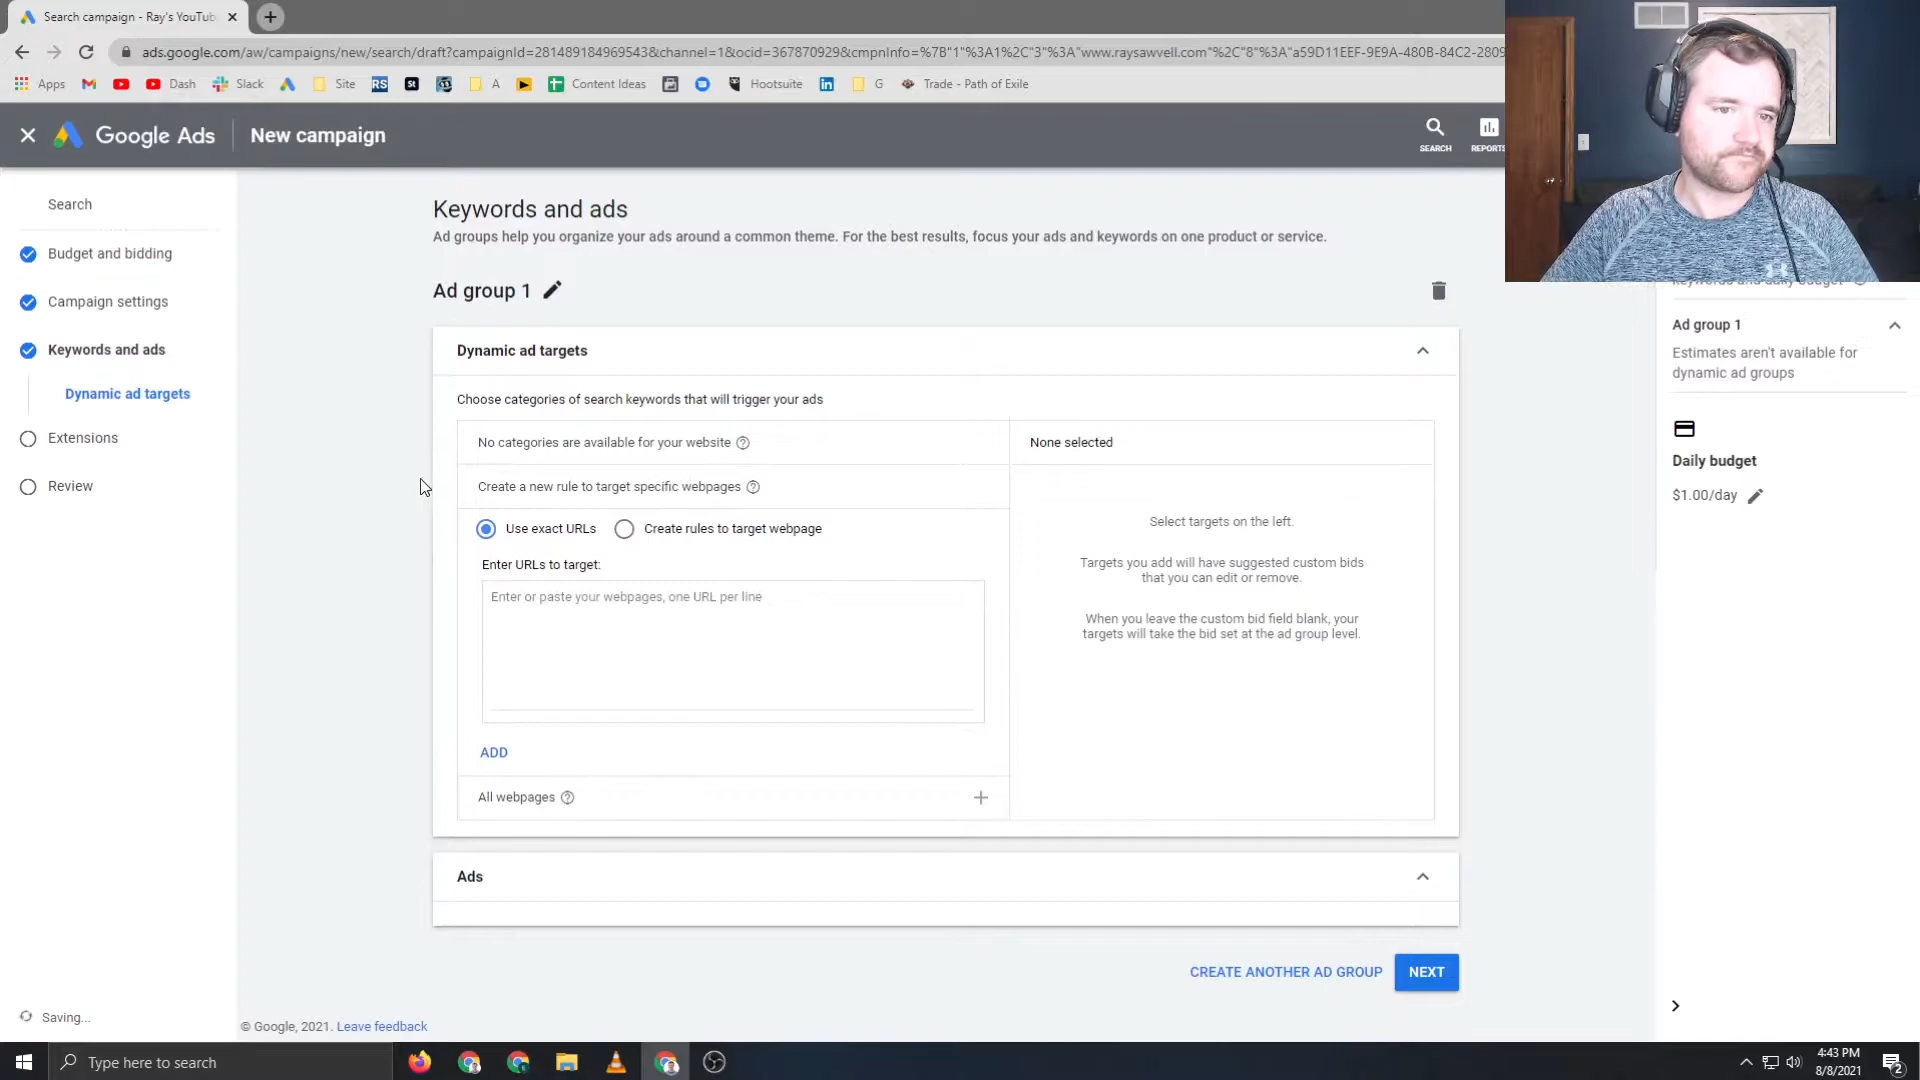 Search campaign - Ray's YouTub
ads.google.com/aw/campaigns/new/search/draft?campaignId=281489184969543&channel=1&ocid=367870929&cmpnInfo=%7B"1"%3A1%2C"3"%3A"www.raysawvell.com"%2C"8"%3A"a59D11EEF-9E9A-480B-84C2-2809
Apps
Dash
Slack
Site
RS
St
A
Content Ideas
Hootsuite
G
Trade - Path of Exile
Google Ads
New campaign
SEARCH
REPORTS
Search
Budget and bidding
Campaign settings
Keywords and ads
Dynamic ad targets
Extensions
Review
Saving...
Keywords and ads
Ad groups help you organize your ads around a common theme. For the best results, focus your ads and keywords on one product or service.
Ad group 1
Dynamic ad targets
Choose categories of search keywords that will trigger your ads
No categories are available for your website
Create a new rule to target specific webpages
Use exact URLs
Create rules to target webpage
Enter URLs to target:
Enter or paste your webpages, one URL per line
ADD
All webpages
None selected
Select targets on the left.
Targets you add will have suggested custom bids
that you can edit or remove.
When you leave the custom bid field blank, your
targets will take the bid set at the ad group level.
Ads
CREATE ANOTHER AD GROUP
NEXT
© Google, 2021. Leave feedback
keywords and daily budget
Ad group 1
Estimates aren't available for
dynamic ad groups
Daily budget
$1.00/day
Type here to search
4:43 PM
8/8/2021
2